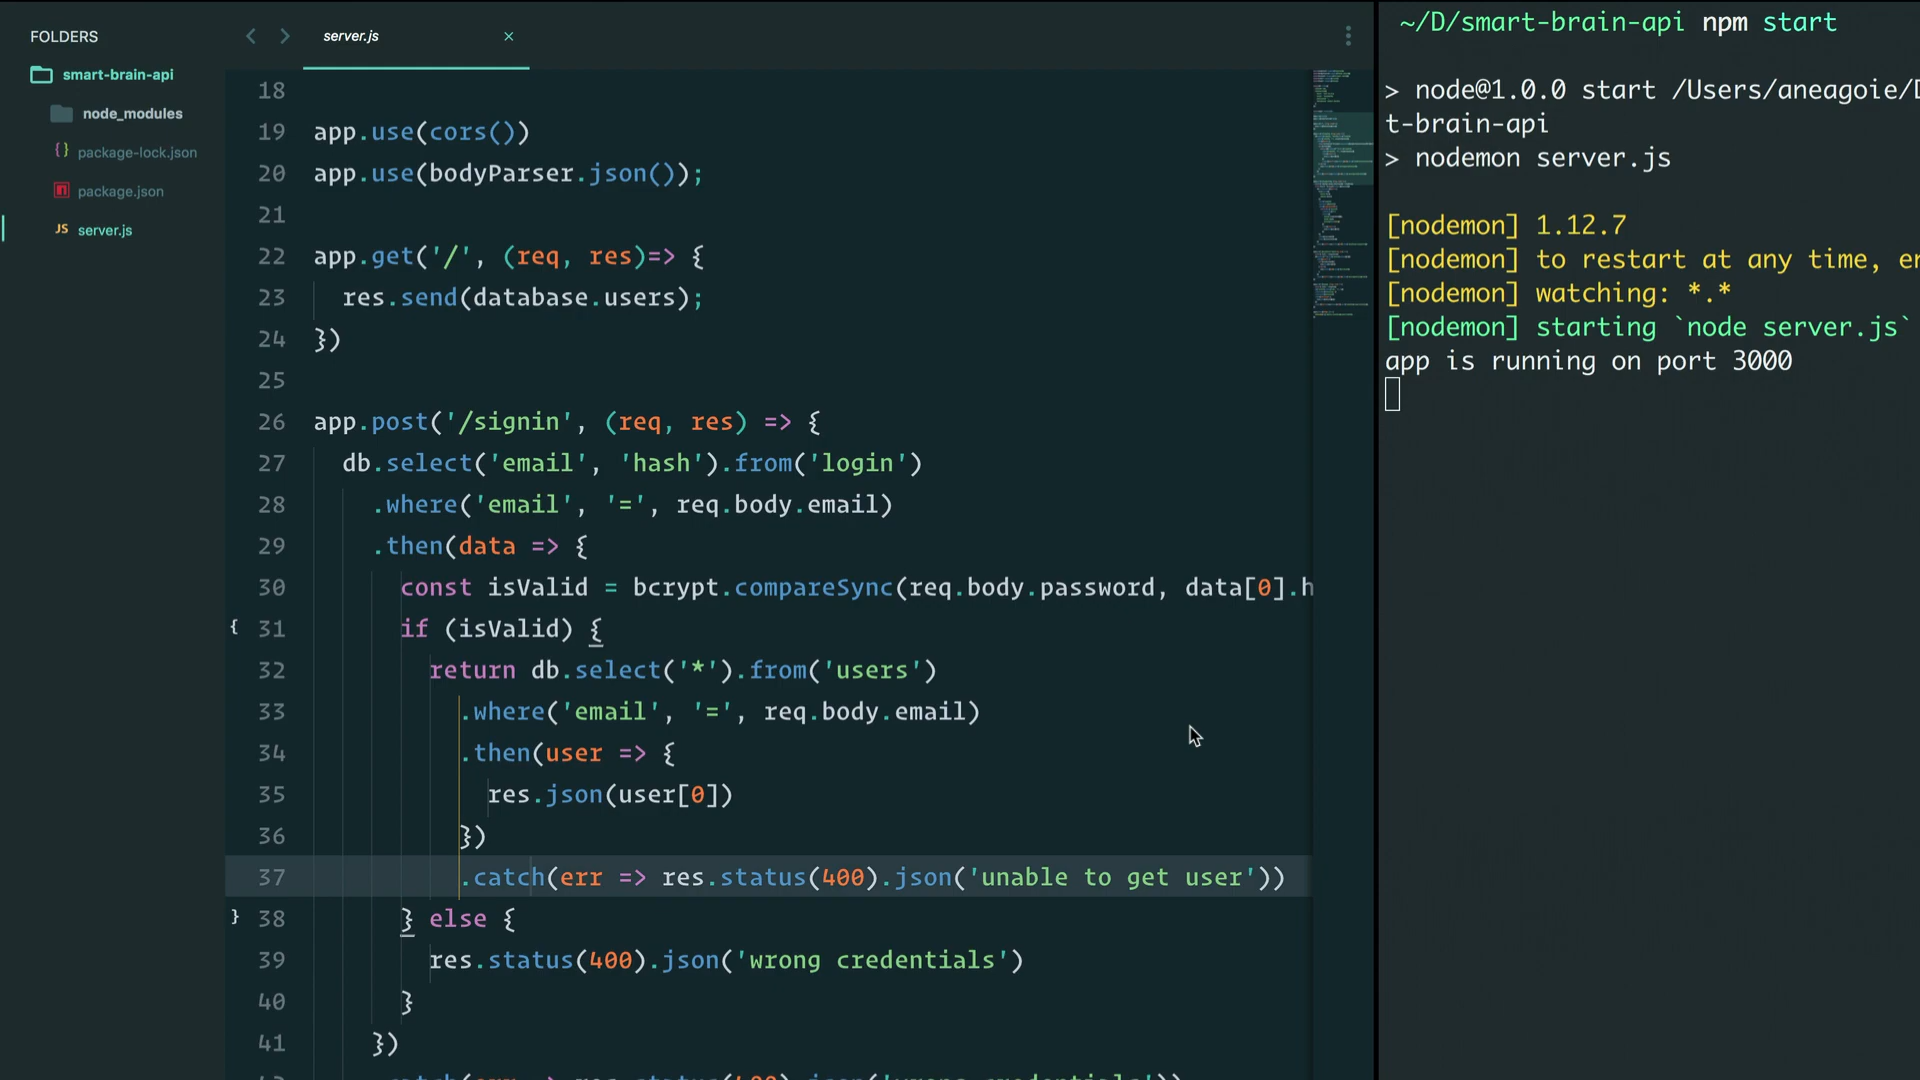 FOLDERS
smart-brain-api
node_modules
package-lock.json
package.json
JS server.js
server.js ×
18
19 app.use(cors())
20 app.use(bodyParser.json());
21
22 app.get('/', (req, res)=> {
23 res.send(database.users);
24 })
25
26 app.post('/signin', (req, res) => {
27 db.select('email', 'hash').from('login')
28 .where('email', '=', req.body.email)
29 .then(data => {
30 const isValid = bcrypt.compareSync(req.body.password, data[0].h
{ 31 if (isValid) {
32 return db.select('*').from('users')
33 .where('email', '=', req.body.email)
34 .then(user => {
35 res.json(user[0])
36 })
37 .catch(err => res.status(400).json('unable to get user'))
} 38 } else {
39 res.status(400).json('wrong credentials')
40 }
41 })
~/D/smart-brain-api npm start
> node@1.0.0 start /Users/aneagoie/D
t-brain-api
> nodemon server.js
[nodemon] 1.12.7
[nodemon] to restart at any time, en
[nodemon] watching: *.*
[nodemon] starting `node server.js`
app is running on port 3000